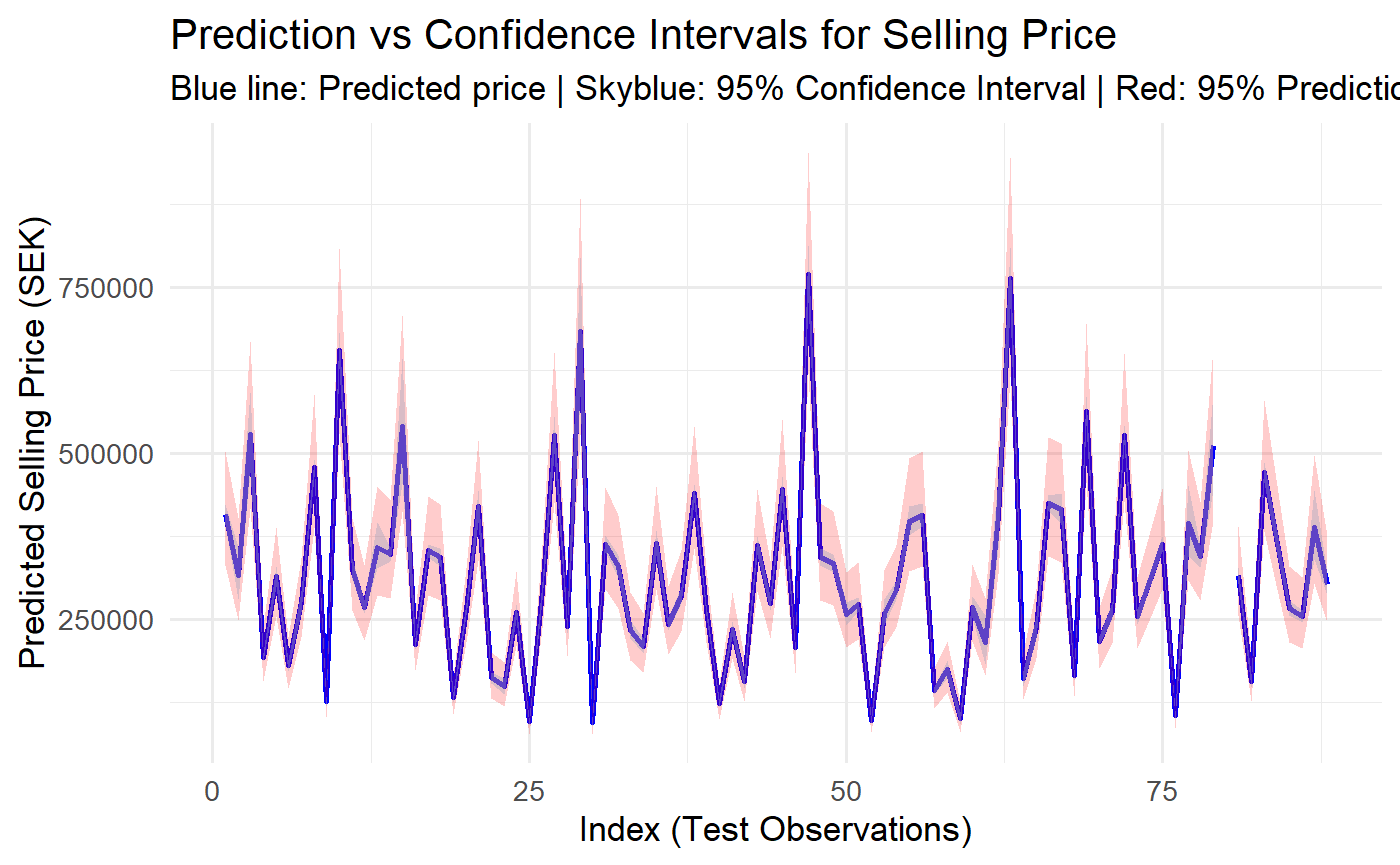 Prediction vs Confidence Intervals for Selling Price
Blue line: Predicted price | Skyblue: 95% Confidence Interval | Red: 95% Predictio
Predicted Selling Price (SEK)
750000
500000
250000
0 25 50 75
Index (Test Observations)